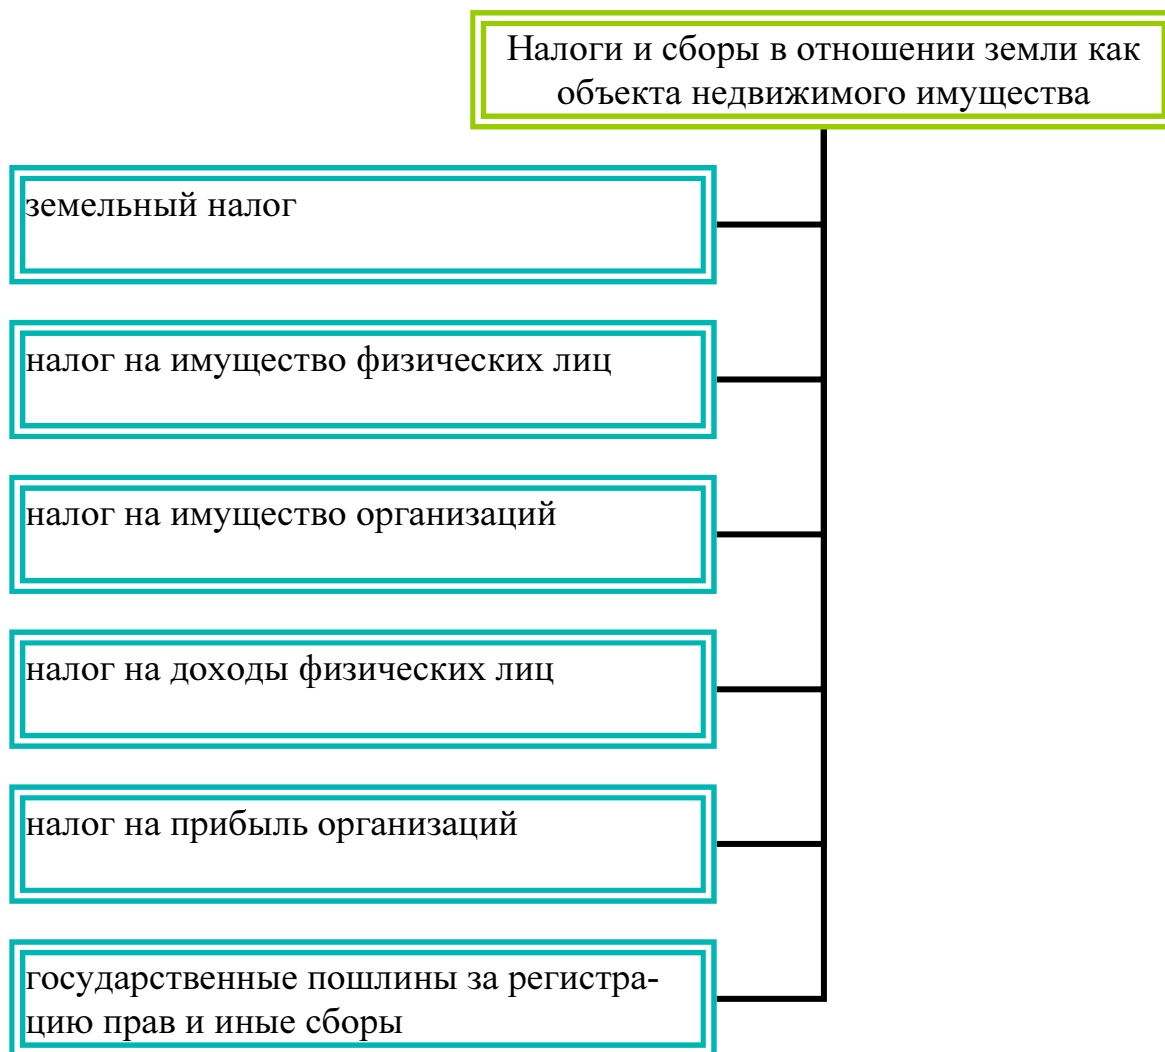 Налоги и сборы в отношении земли как
объекта недвижимого имущества
земельный налог
налог на имущество физических лиц
налог на имущество организаций
налог на доходы физических лиц
налог на прибыль организаций
государственные пошлины за регистра-
цию прав и иные сборы